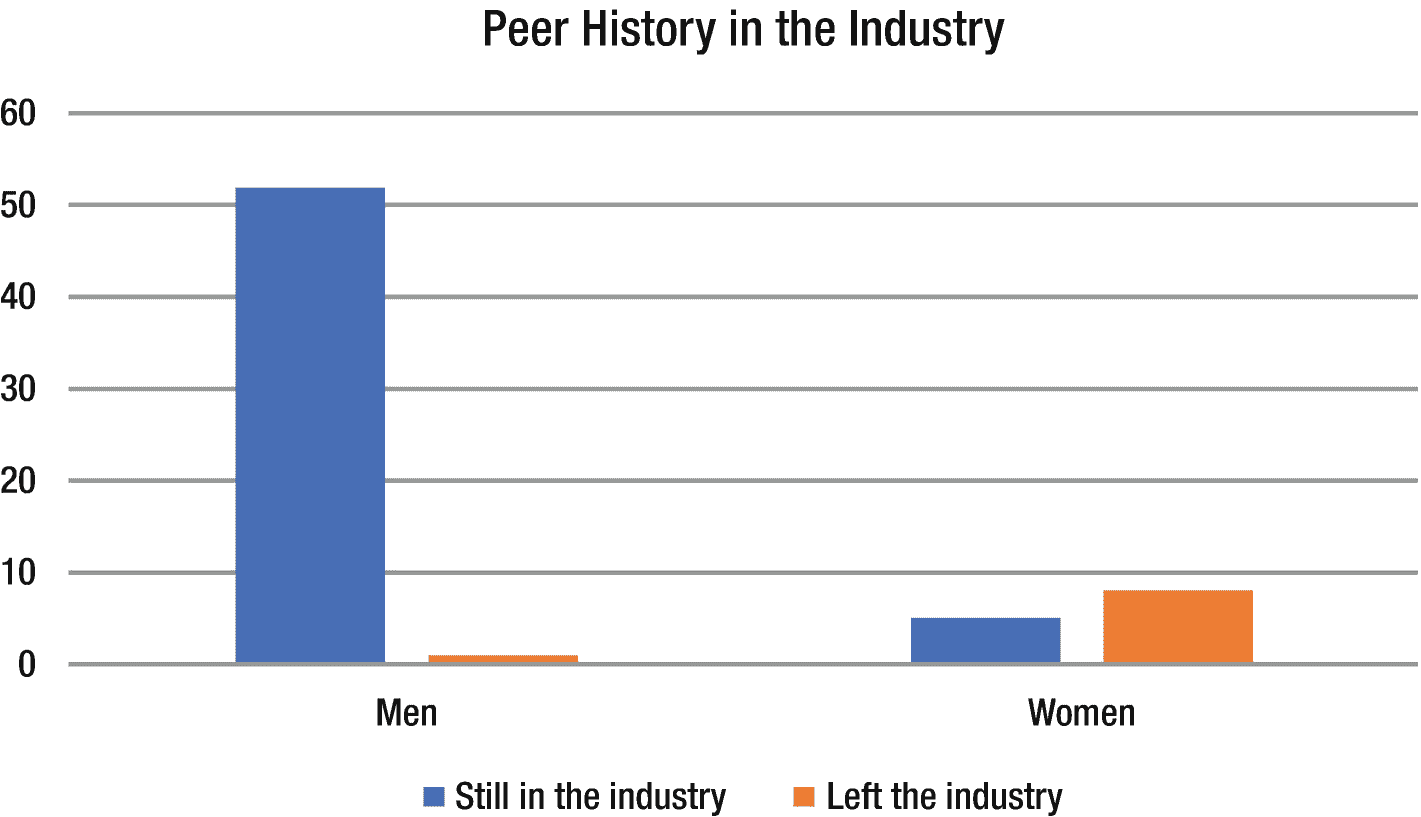 Peer History in the Industry
60
50
40
30
20
10
0
Men
Women
Still in the industry
Left the industry